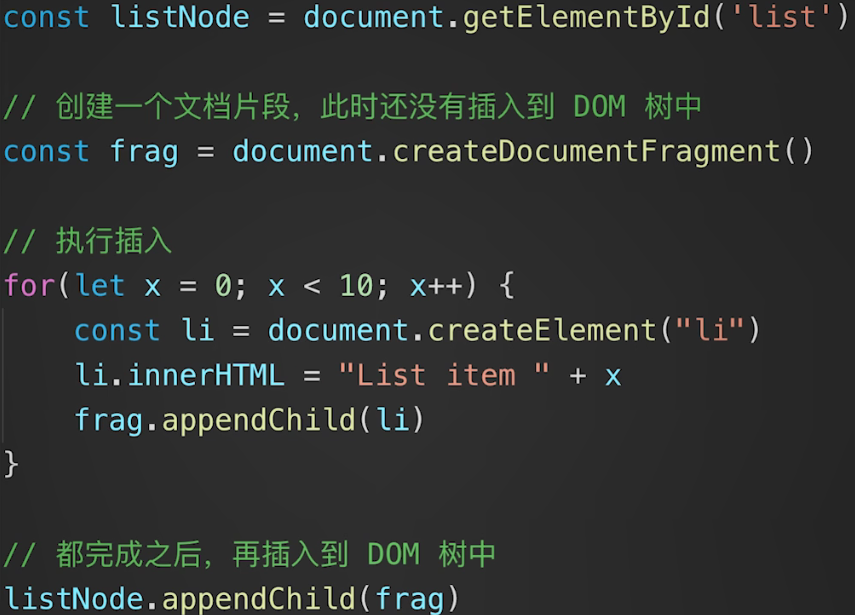 const listNode = document.getElementById('list')
// 创建一个文档片段，此时还没有插入到 DOM 树中
const frag = document.createDocumentFragment()
// 执行插入
for(let x = 0; x < 10; x++) {
    const li = document.createElement("li")
    li.innerHTML = "List item " + x
    frag.appendChild(li)
}
// 都完成之后，再插入到 DOM 树中
listNode.appendChild(frag)